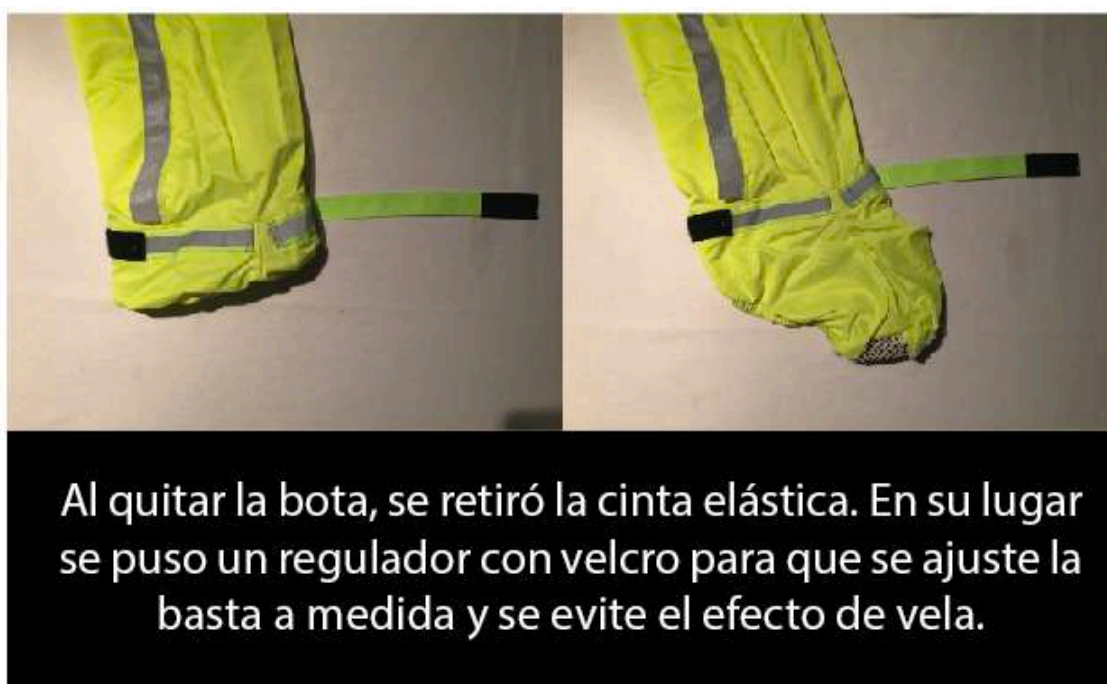 Al quitar la bota, se retiró la cinta elástica. En su lugar
se puso un regulador con velcro para que se ajuste la
basta a medida y se evite el efecto de vela.